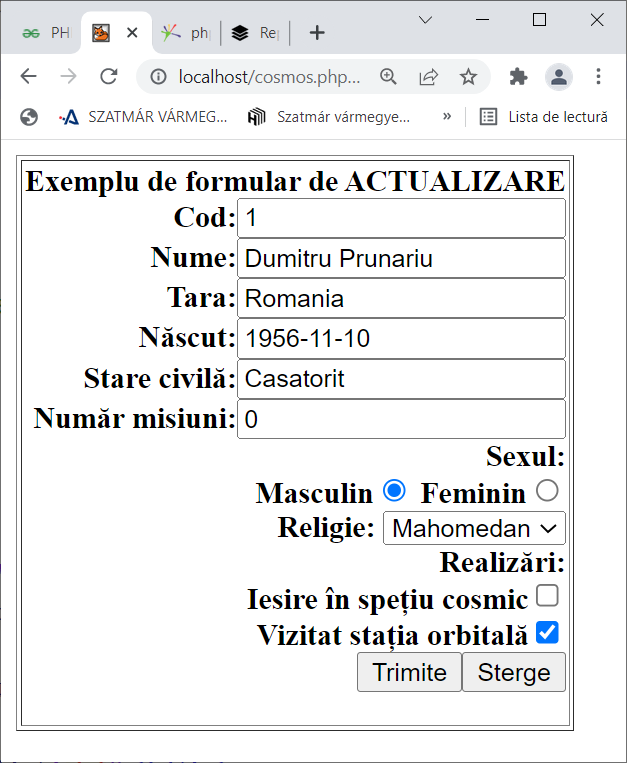 PH
php
Re
localhost/cosmos.php...
SZATMÁR VÁRMEG...
Szatmár vármegye...
»
Lista de lectură
Exemplu de formular de ACTUALIZARE
Cod: 1
Nume: Dumitru Prunariu
Tara: Romania
Născut: 1956-11-10
Stare civilă: Casatorit
Număr misiuni: 0
Sexul:
Masculin Feminin
Religie: Mahomedan
Realizări:
Iesire în spețiu cosmic
Vizitat stația orbitală
Trimite Sterge